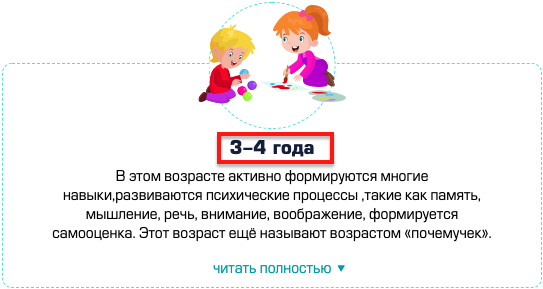 3–4 года
В этом возрасте активно формируются многие
навыки,развиваются психические процессы ,такие как память,
мышление, речь, внимание, воображение, формируется
самооценка. Этот возраст ещё называют возрастом «почемучек».
читать полностью ▼